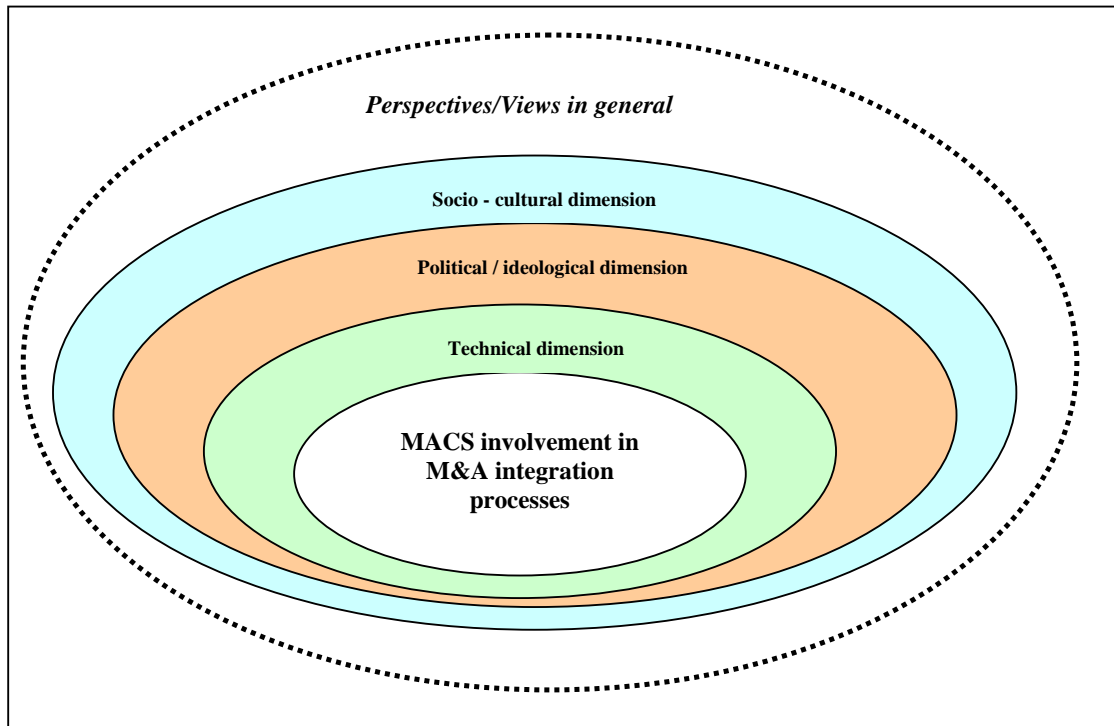 Perspectives/Views in general
Socio - cultural dimension
Political / ideological dimension
Technical dimension
MACS involvement in
M&A integration
processes